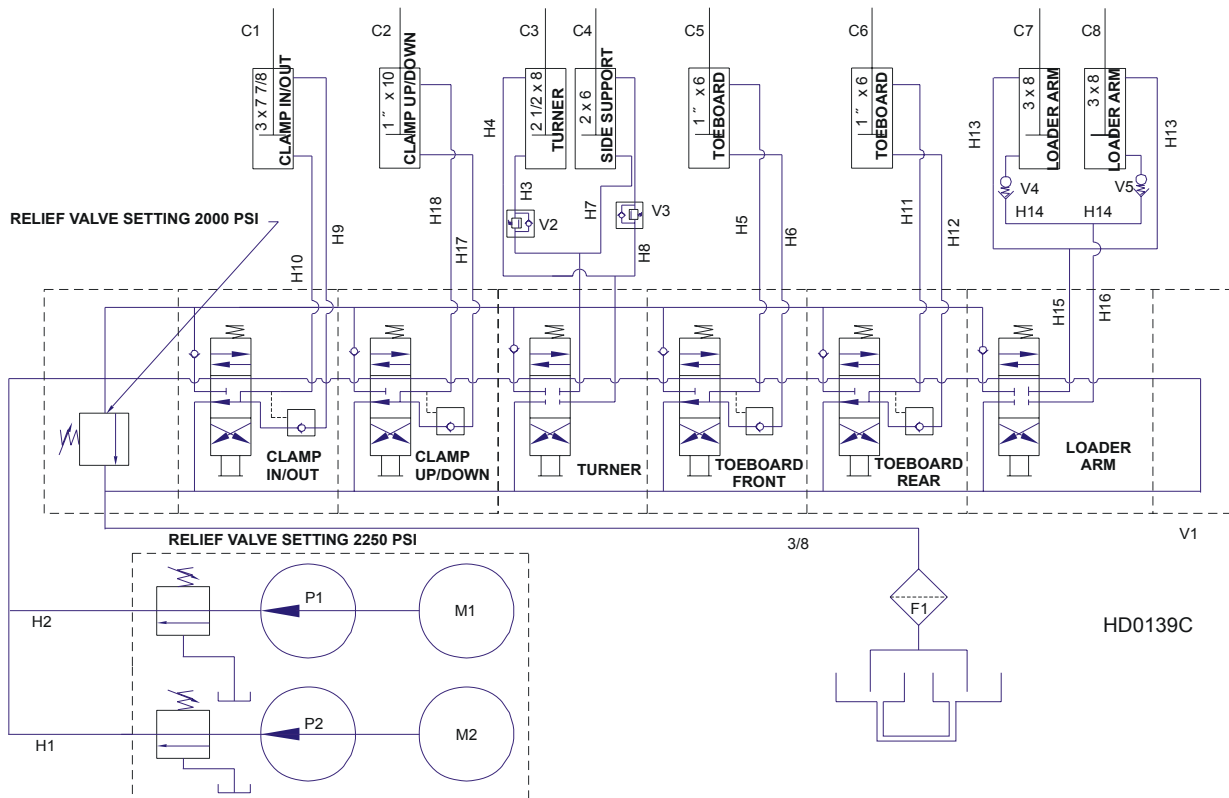 C1
C2
C3
C4
C5
C6
C7
C8
3 x 7 7/8
CLAMP IN/OUT
1 ″ x 10
CLAMP UP/DOWN
2 1/2 x 8
TURNER
2 x 6
SIDE SUPPORT
1 ″ x 6
TOEBOARD
1 ″ x 6
TOEBOARD
3 x 8
LOADER ARM
3 x 8
LOADER ARM
H4
H13
H13
H3
V2
H7
V3
H8
V4
V5
H14
H14
RELIEF VALVE SETTING 2000 PSI
H10
H9
H18
H17
H5
H6
H11
H12
H15
H16
CLAMP
IN/OUT
CLAMP
UP/DOWN
TURNER
TOEBOARD
FRONT
TOEBOARD
REAR
LOADER
ARM
V1
RELIEF VALVE SETTING 2250 PSI
3/8
H2
P1
M1
F1
HD0139C
H1
P2
M2